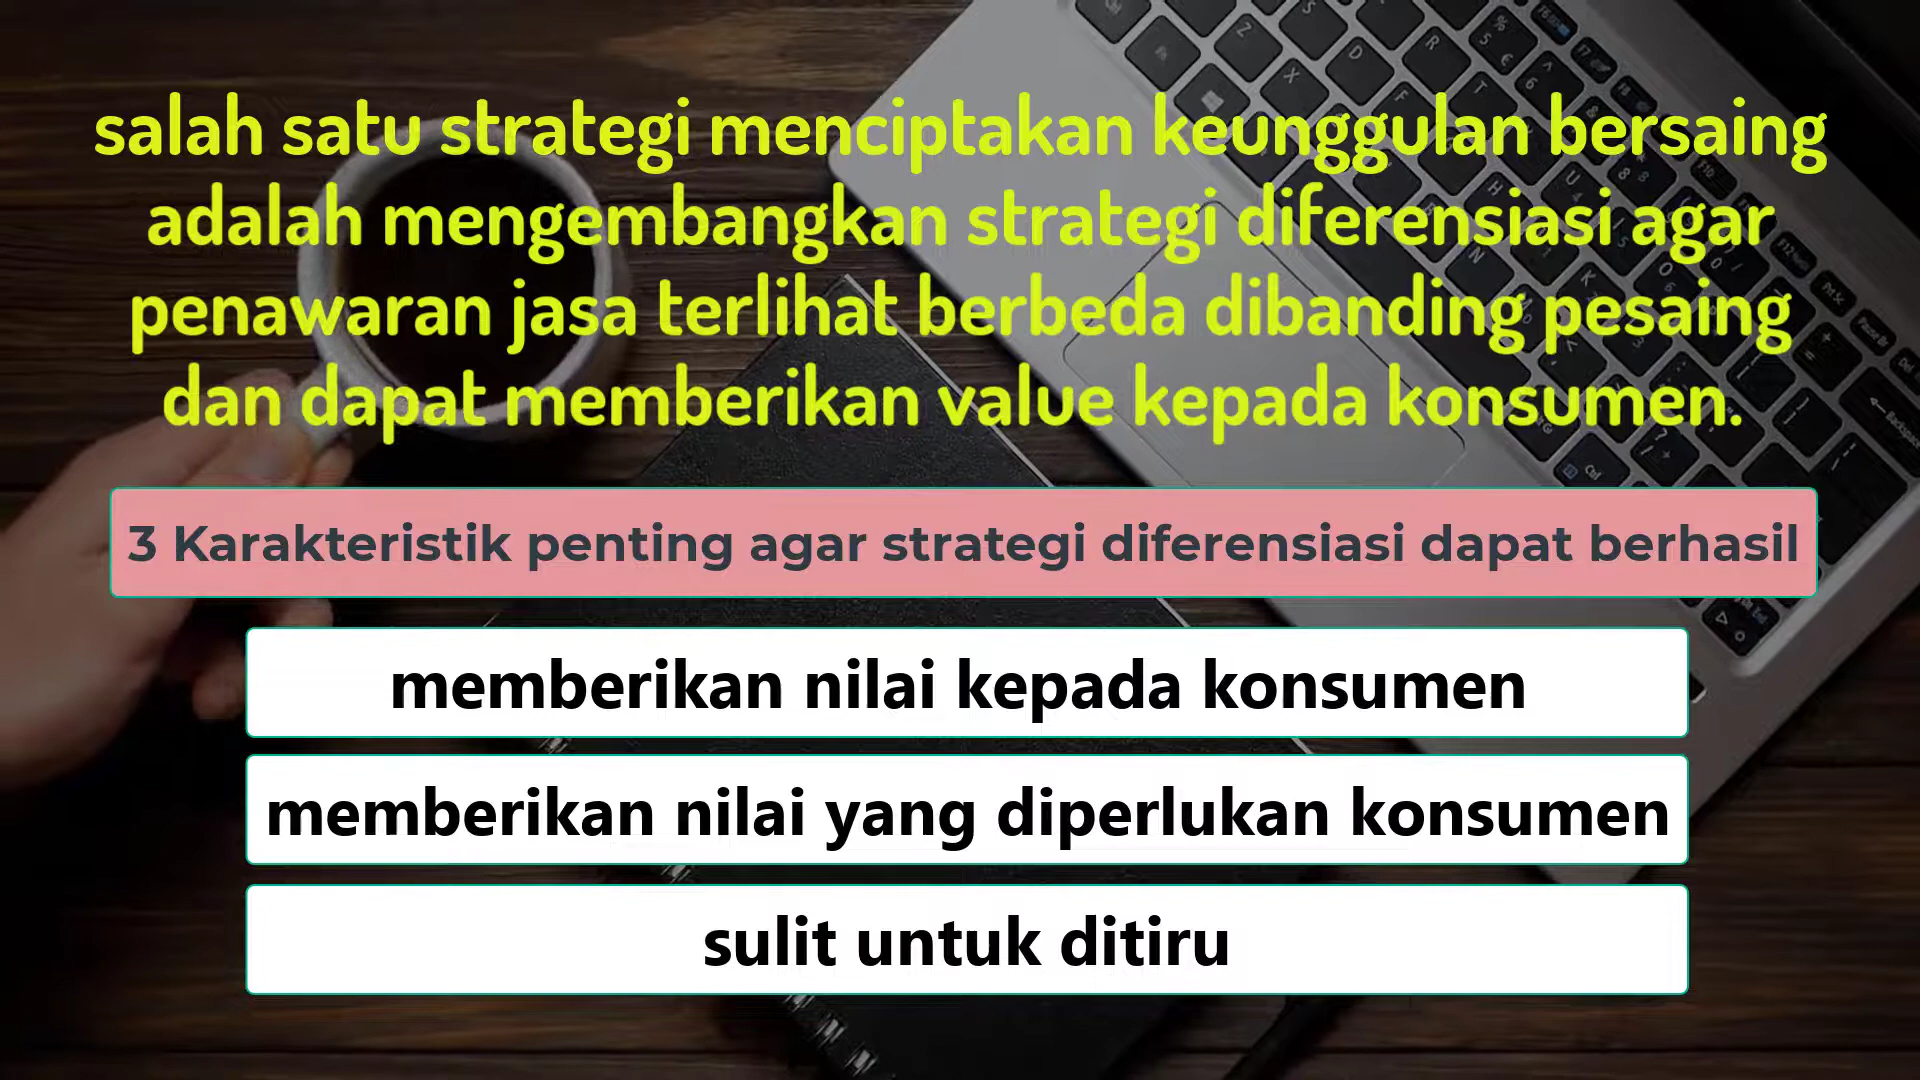 salah satu strategi menciptakan keunggulan bersaing
adalah mengembangkan strategi diferensiasi agar
penawaran jasa terlihat berbeda dibanding pesaing
dan dapat memberikan value kepada konsumen.
3 Karakteristik penting agar strategi diferensiasi dapat berhasil
memberikan nilai kepada konsumen
memberikan nilai yang diperlukan konsumen
sulit untuk ditiru